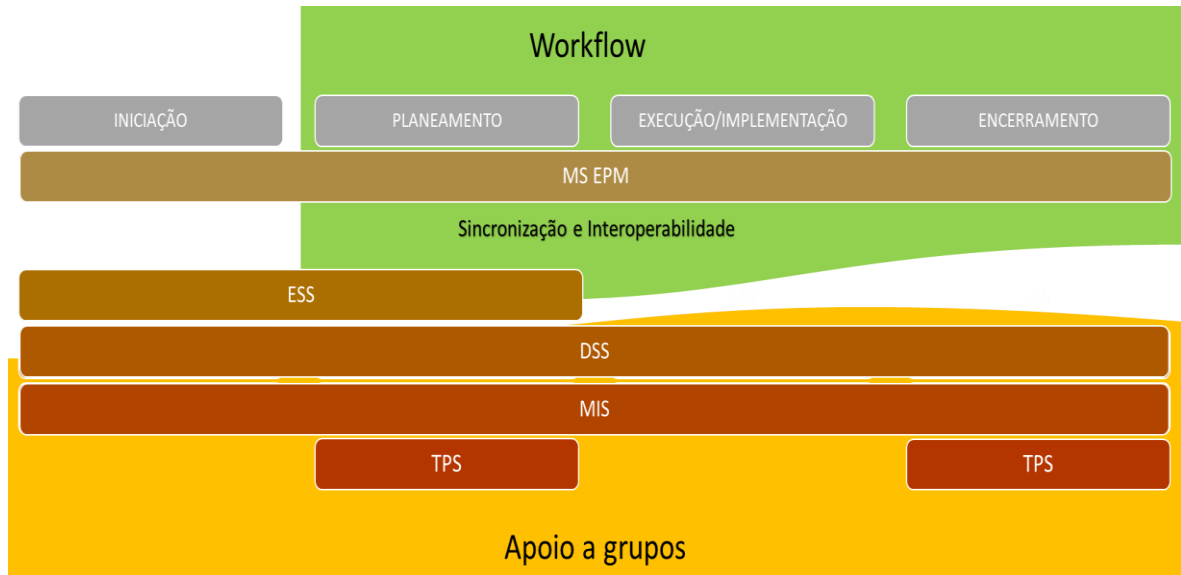 Workflow
INICIAÇÃO
PLANEAMENTO
EXECUÇÃO/IMPLEMENTAÇÃO
ENCERRAMENTO
MS EPM
Sincronização e Interoperabilidade
ESS
DSS
MIS
TPS
TPS
Apoio a grupos